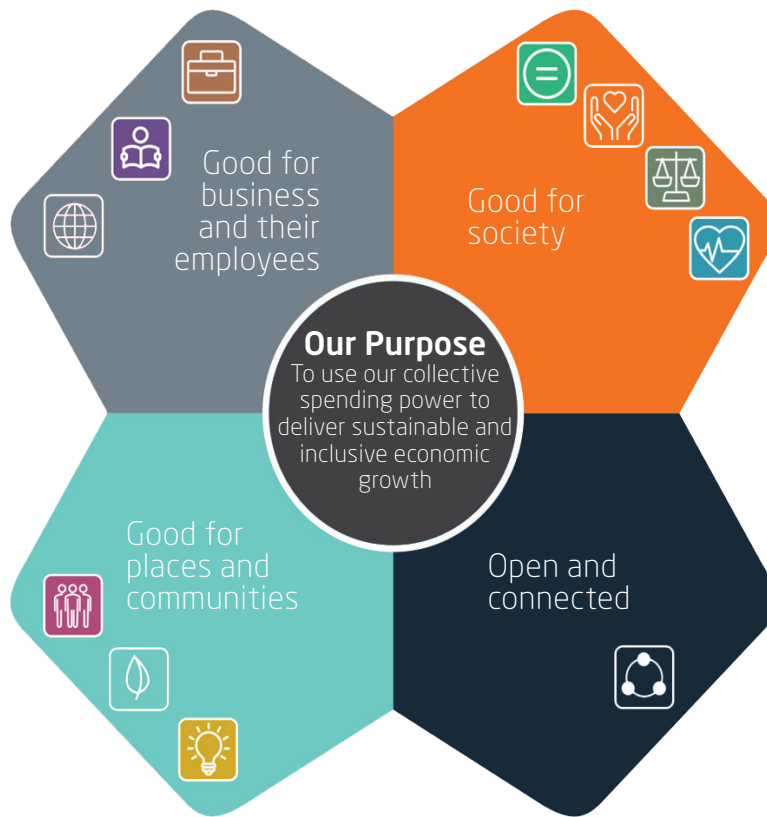 Good for
business
and their
employees
Good for
society
Our Purpose
To use our collective
spending power to
deliver sustainable and
inclusive economic
growth
Good for
places and
communities
Open and
connected